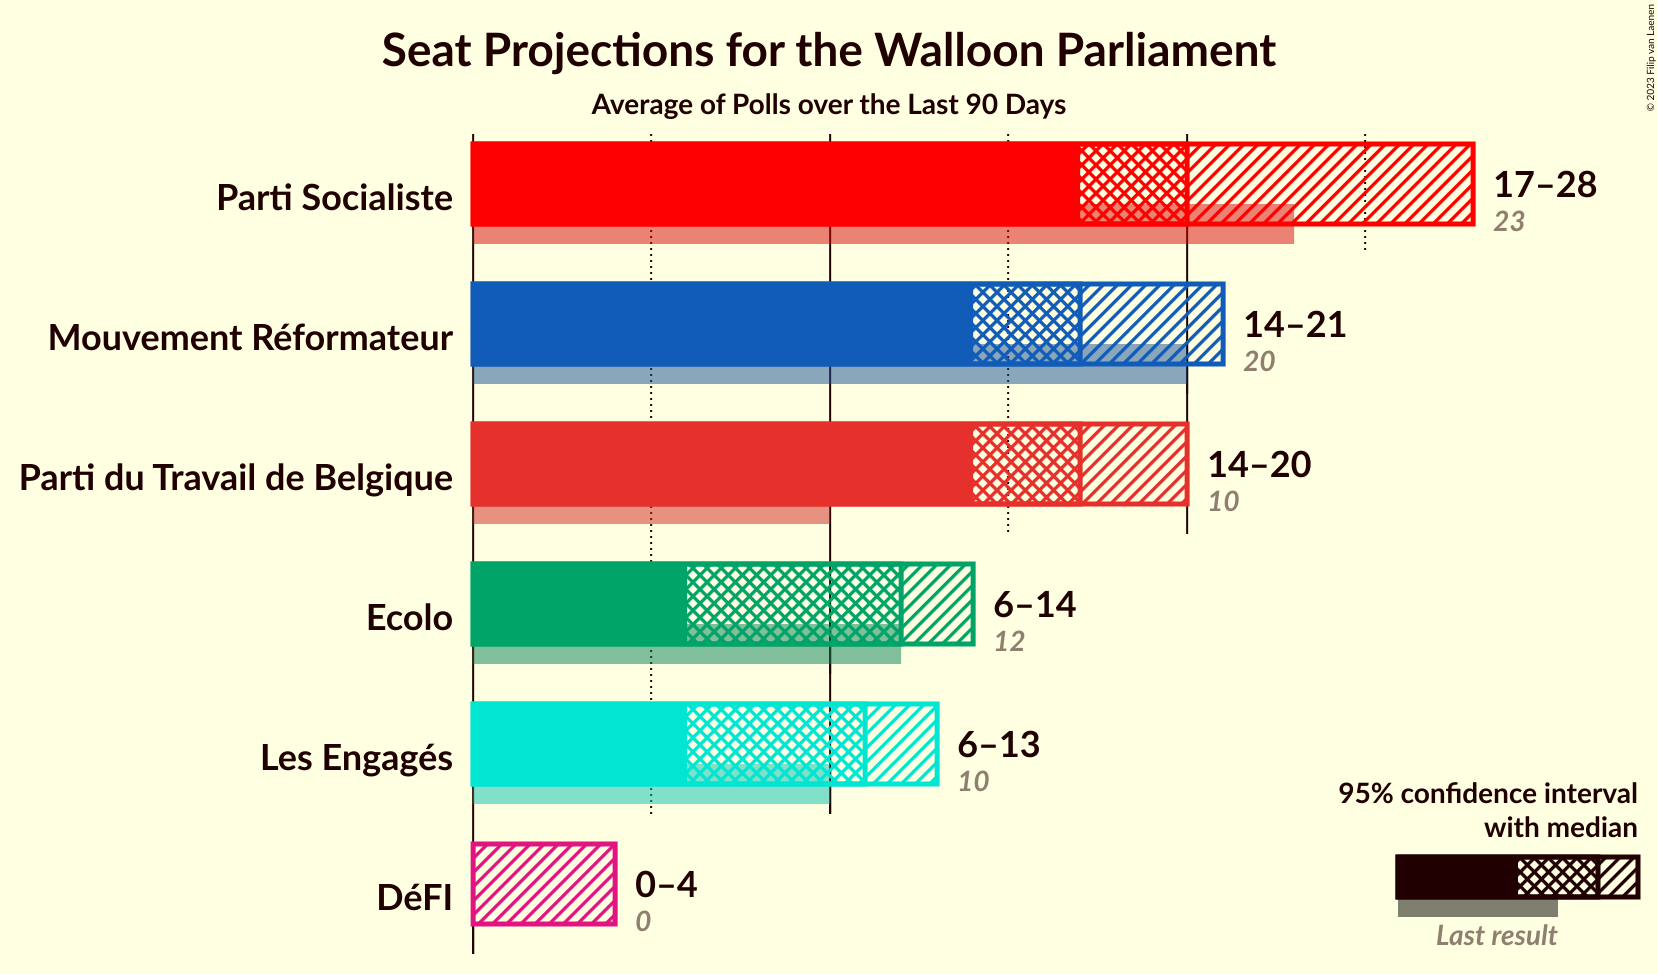 Seat Projections for the Walloon Parliament
Average of Polls over the Last 90 Days
© 2023 Filip van Laenen
Parti Socialiste
17–28
23
Mouvement Réformateur
14–21
20
Parti du Travail de Belgique
14–20
10
Ecolo
6–14
12
Les Engagés
6–13
10
DéFI
0–4
0
95% confidence interval
with median
Last result